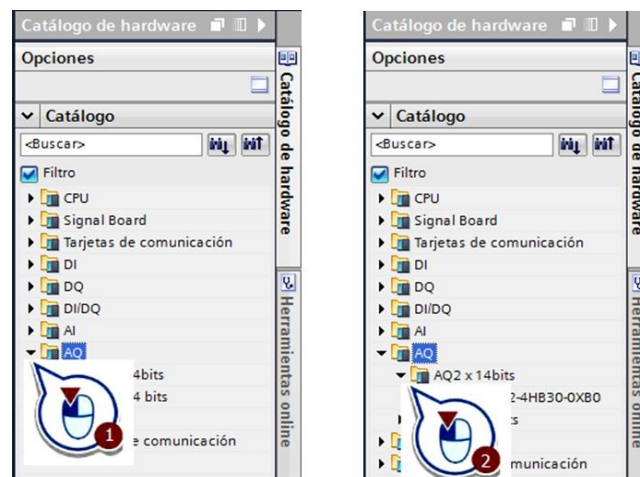 Catálogo de hardware
Opciones
Catálogo
<Buscar>
Filtro
CPU
Signal Board
Tarjetas de comunicación
DI
DQ
DI/DQ
AI
AQ
4bits
4 bits
e comunicación
1
Catálogo de hardware
Herramientas online
Catálogo de hardware
Opciones
Catálogo
<Buscar>
Filtro
CPU
Signal Board
Tarjetas de comunicación
DI
DQ
DI/DQ
AI
AQ
AQ2 x 14bits
2-4HB30-0XB0
s
municación
2
Catálogo de hardware
Herramientas online